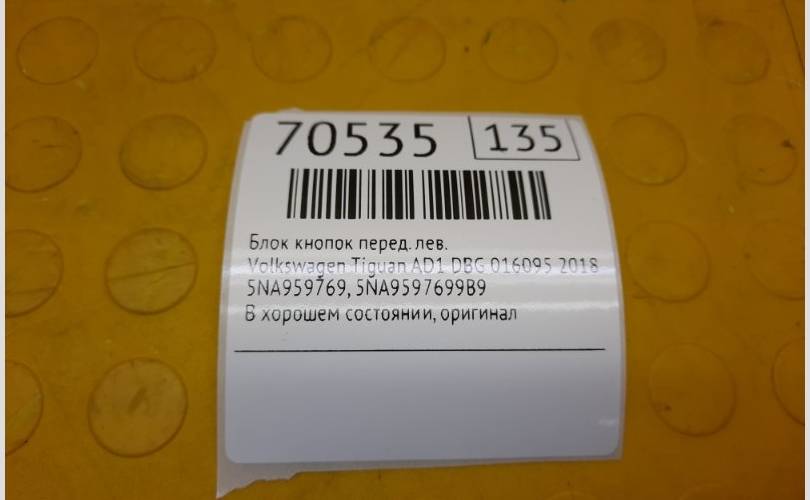 70535 135
Блок кнопок перед. лев.
Volkswagen Tiguan AD1 DBG 016095 2018
5NA959769, 5NA9597699B9
В хорошем состоянии, оригинал